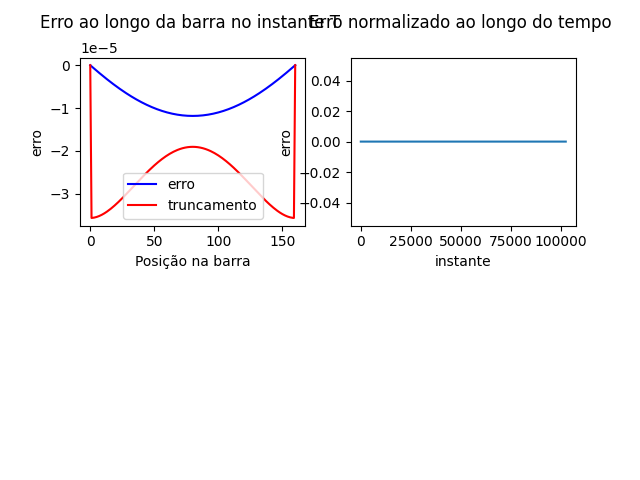 Erro ao longo da barra no instante T
Erro normalizado ao longo do tempo
1e−5
0
−1
−2
−3
erro
erro
truncamento
0
50
100
150
Posição na barra
0.04
0.02
0.00
−0.02
−0.04
erro
0
25000
50000
75000
100000
instante